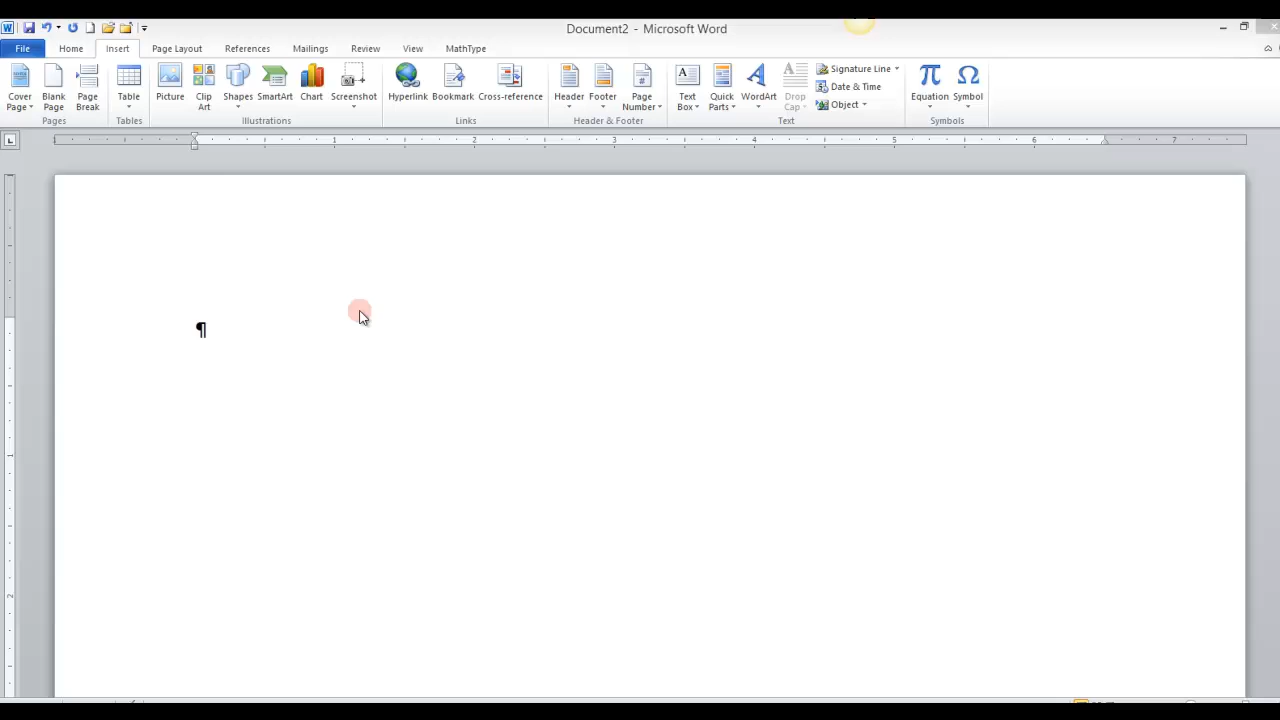 Document2 - Microsoft Word
File Home Insert Page Layout References Mailings Review View MathType
Cover Page Blank Page Page Break Table Picture Clip Art Shapes SmartArt Chart Screenshot Hyperlink Bookmark Cross-reference Header Footer Page Number Text Box Quick Parts WordArt Drop Cap Signature Line Date & Time Object Equation Symbol
Pages Tables Illustrations Links Header & Footer Text Symbols
1 2 3 4 5 6 7
¶
1
2